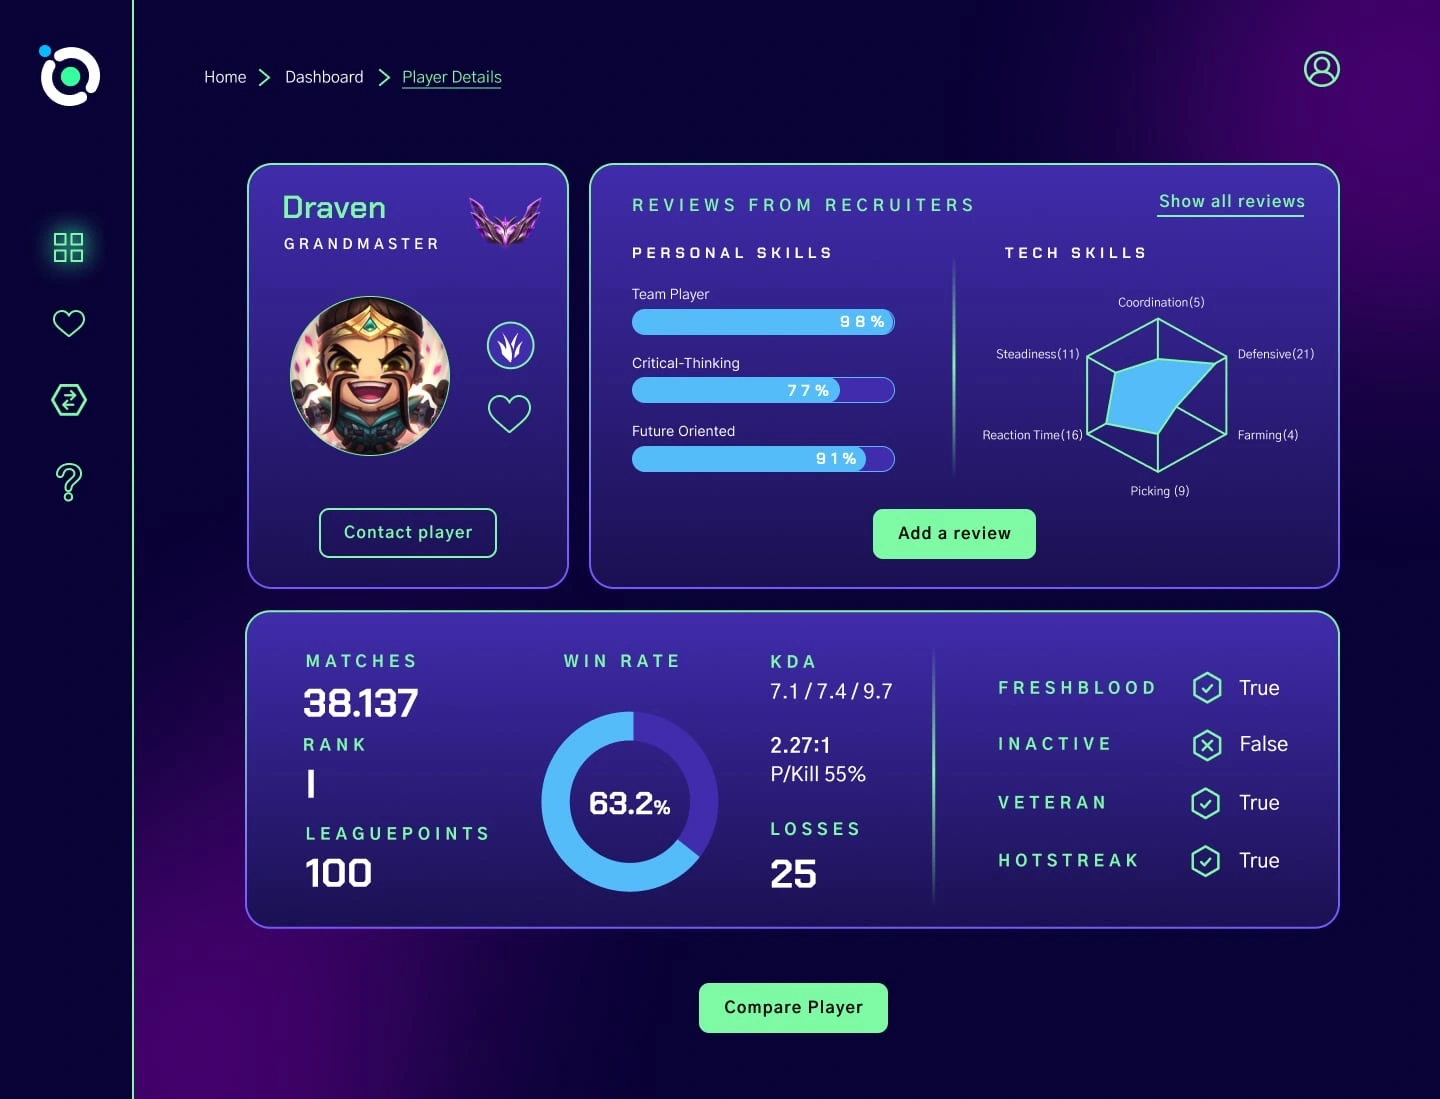 Home
Dashboard
Player Details
Draven
GRANDMASTER
Contact player
REVIEWS FROM RECRUITERS
Show all reviews
PERSONAL SKILLS
Team Player
98%
Critical-Thinking
77%
Future Oriented
91%
TECH SKILLS
Coordination(5)
Steadiness(11)
Defensive(21)
Reaction Time(16)
Farming(4)
Picking (9)
Add a review
MATCHES
38.137
RANK
I
LEAGUEPOINTS
100
WIN RATE
63.2%
KDA
7.1 / 7.4 / 9.7
2.27:1
P/Kill 55%
LOSSES
25
FRESHBLOOD
True
INACTIVE
False
VETERAN
True
HOTSTREAK
True
Compare Player